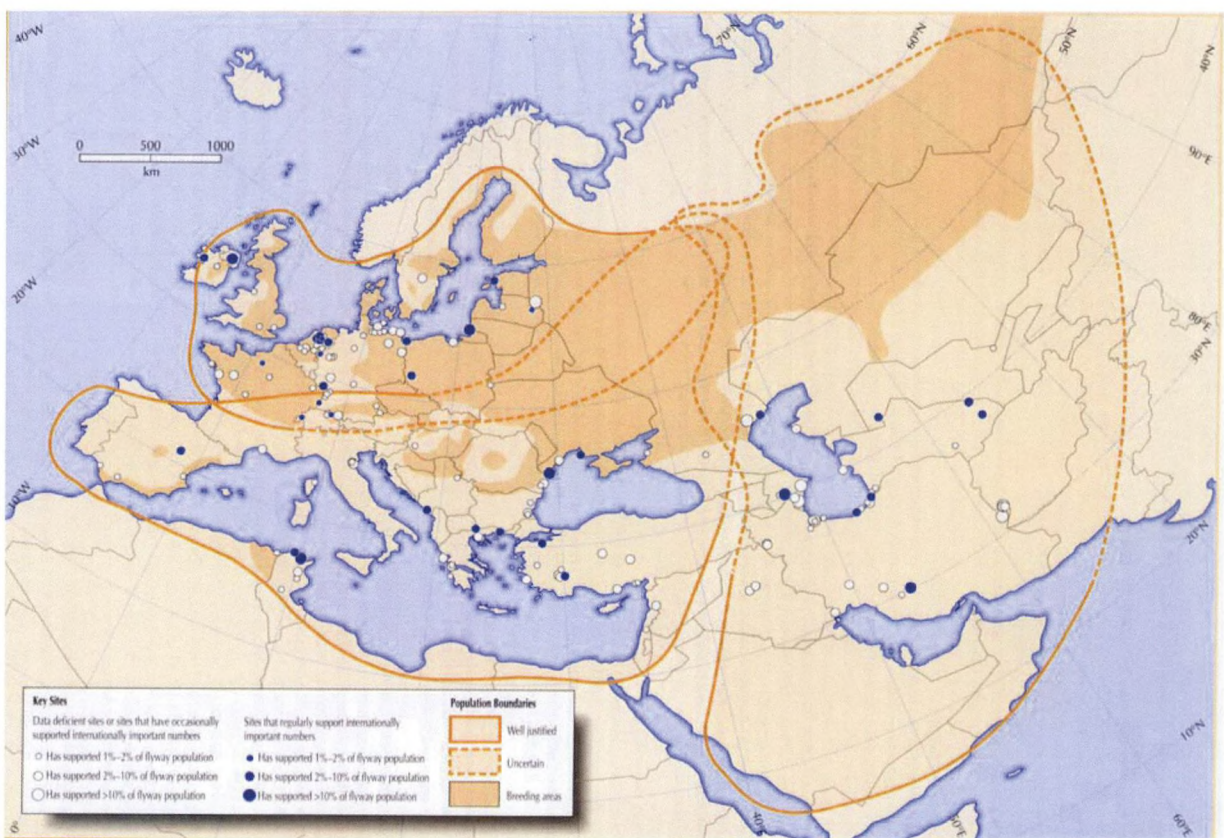 40°W
70°N
60°N
50°N
40°N
30°W
0 500 1000
km
90°E
20°W
80°E
30°N
10°W
20°N
10°N
Key Sites
Data deficient sites or sites that have occasionally
supported internationally important numbers
Has supported 1%–2% of flyway population
Has supported 2%–10% of flyway population
Has supported >10% of flyway population
Sites that regularly support internationally
important numbers
Has supported 1%–2% of flyway population
Has supported 2%–10% of flyway population
Has supported >10% of flyway population
Population Boundaries
Well justified
Uncertain
Breeding areas
0°
40°E
50°E
60°E